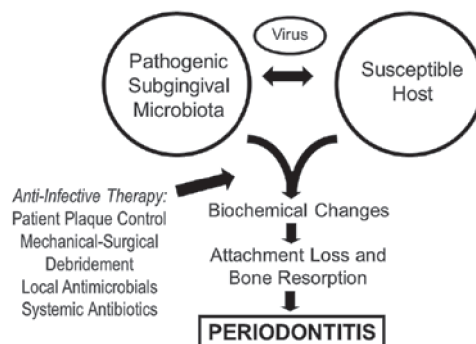 Virus
Pathogenic
Subgingival
Microbiota
Susceptible
Host
Anti-Infective Therapy:
Patient Plaque Control
Mechanical-Surgical
Debridement
Local Antimicrobials
Systemic Antibiotics
Biochemical Changes
Attachment Loss and
Bone Resorption
PERIODONTITIS